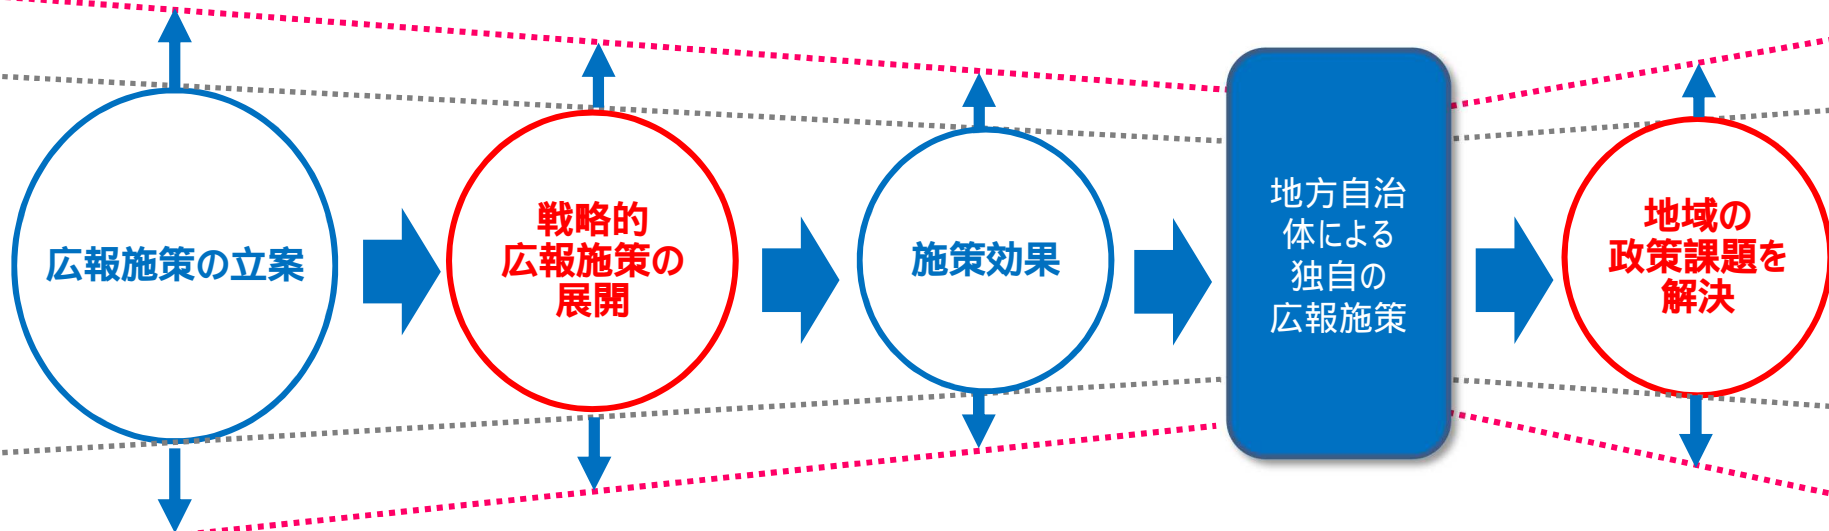 広報施策の立案
戦略的
広報施策の
展開
施策効果
地方自治
体による
独自の
広報施策
地域の
政策課題を
解決